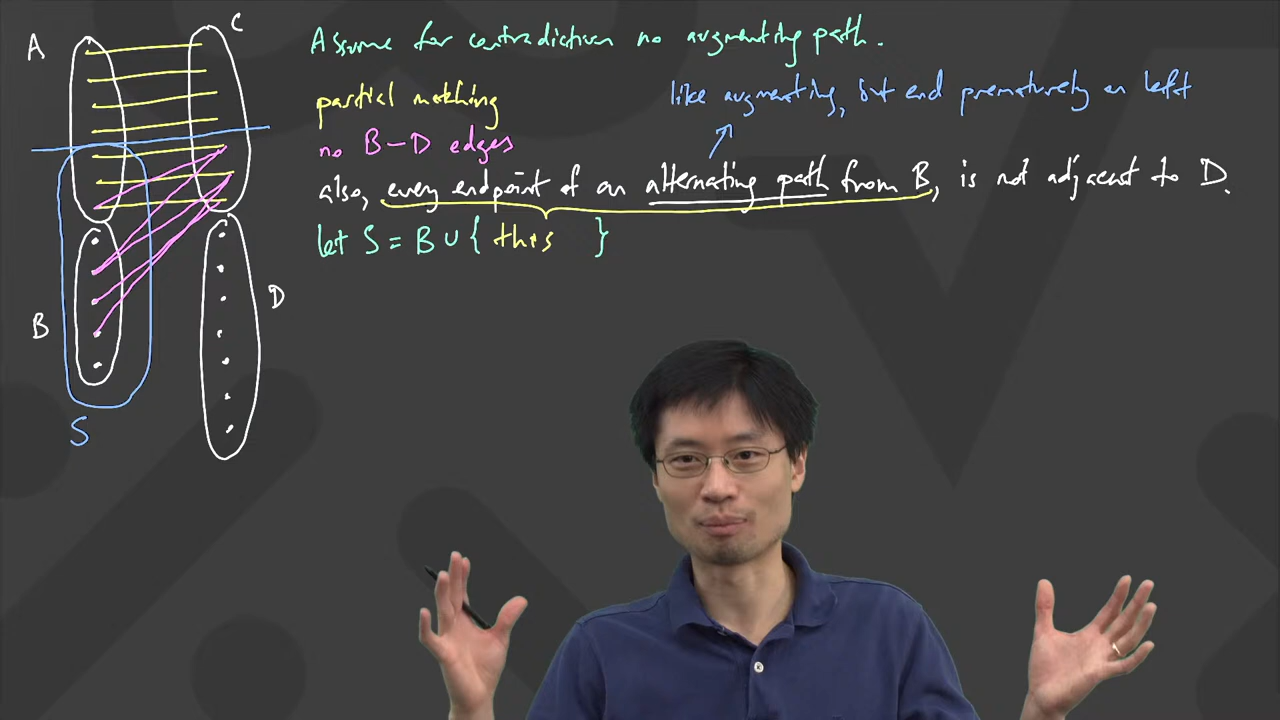 A
C
B
D
S
Assume for contradiction no augmenting path.
partial matching
like augmenting, but end prematurely on left
no B-D edges
also, every endpoint of an alternating path from B, is not adjacent to D.
let S = B ∪ { this }